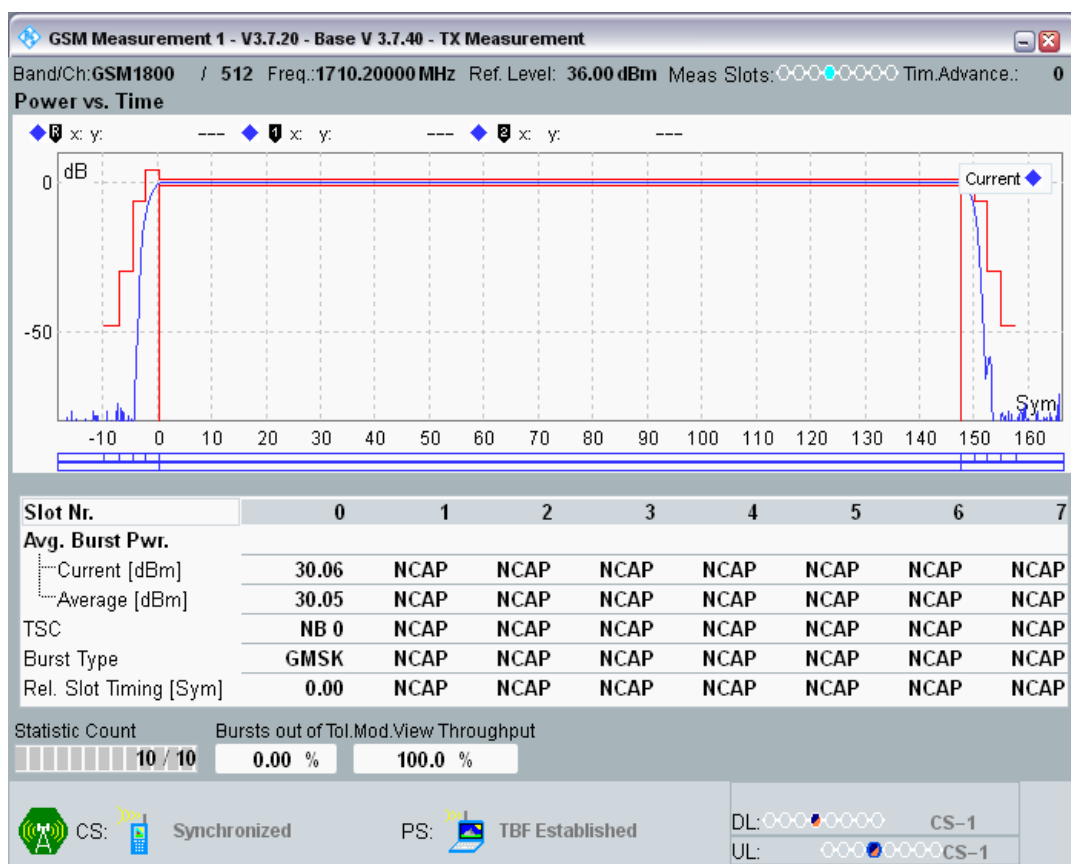 GSM Measurement 1 - V3.7.20 - Base V 3.7.40 - TX Measurement
Band/Ch:GSM1800 / 512 Freq.:1710.20000 MHz Ref. Level: 36.00 dBm Meas Slots: Tim.Advance.: 0
Power vs. Time
R x: y: --- 1 x: y: --- 2 x: y: ---
dB
Current
0
-50
Sym
-10 0 10 20 30 40 50 60 70 80 90 100 110 120 130 140 150 160
Slot Nr. 0 1 2 3 4 5 6 7
Avg. Burst Pwr.
Current [dBm] 30.06 NCAP NCAP NCAP NCAP NCAP NCAP NCAP
Average [dBm] 30.05 NCAP NCAP NCAP NCAP NCAP NCAP NCAP
TSC NB 0 NCAP NCAP NCAP NCAP NCAP NCAP NCAP
Burst Type GMSK NCAP NCAP NCAP NCAP NCAP NCAP NCAP
Rel. Slot Timing [Sym] 0.00 NCAP NCAP NCAP NCAP NCAP NCAP NCAP
Statistic Count Bursts out of Tol. Mod.View Throughput
10 / 10 0.00 % 100.0 %
CS: Synchronized PS: TBF Established
DL: CS-1
UL: CS-1